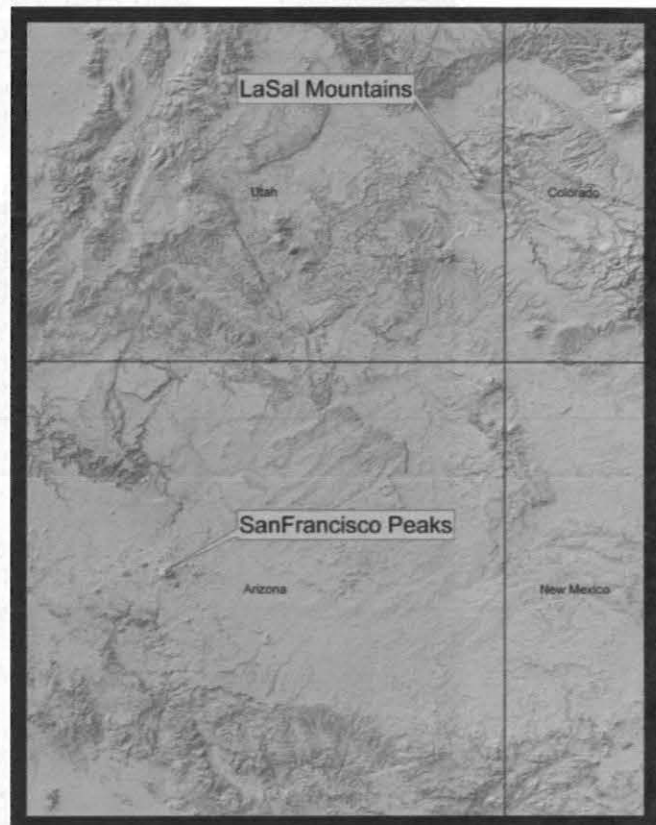 LaSal Mountains
Utah
Colorado
SanFrancisco Peaks
Arizona
New Mexico